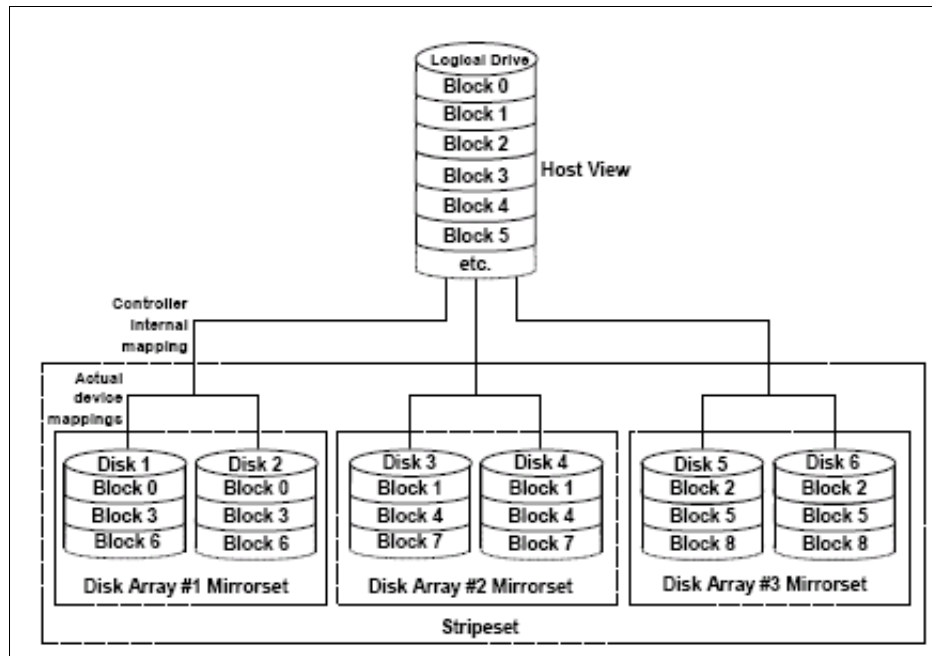 Logical Drive
Block 0
Block 1
Block 2
Block 3
Block 4
Block 5
etc.
Host View
Controller
internal
mapping
Actual
device
mappings
Disk 1
Block 0
Block 3
Block 6
Disk 2
Block 0
Block 3
Block 6
Disk Array #1 Mirrorset
Disk 3
Block 1
Block 4
Block 7
Disk 4
Block 1
Block 4
Block 7
Disk Array #2 Mirrorset
Disk 5
Block 2
Block 5
Block 8
Disk 6
Block 2
Block 5
Block 8
Disk Array #3 Mirrorset
Stripeset